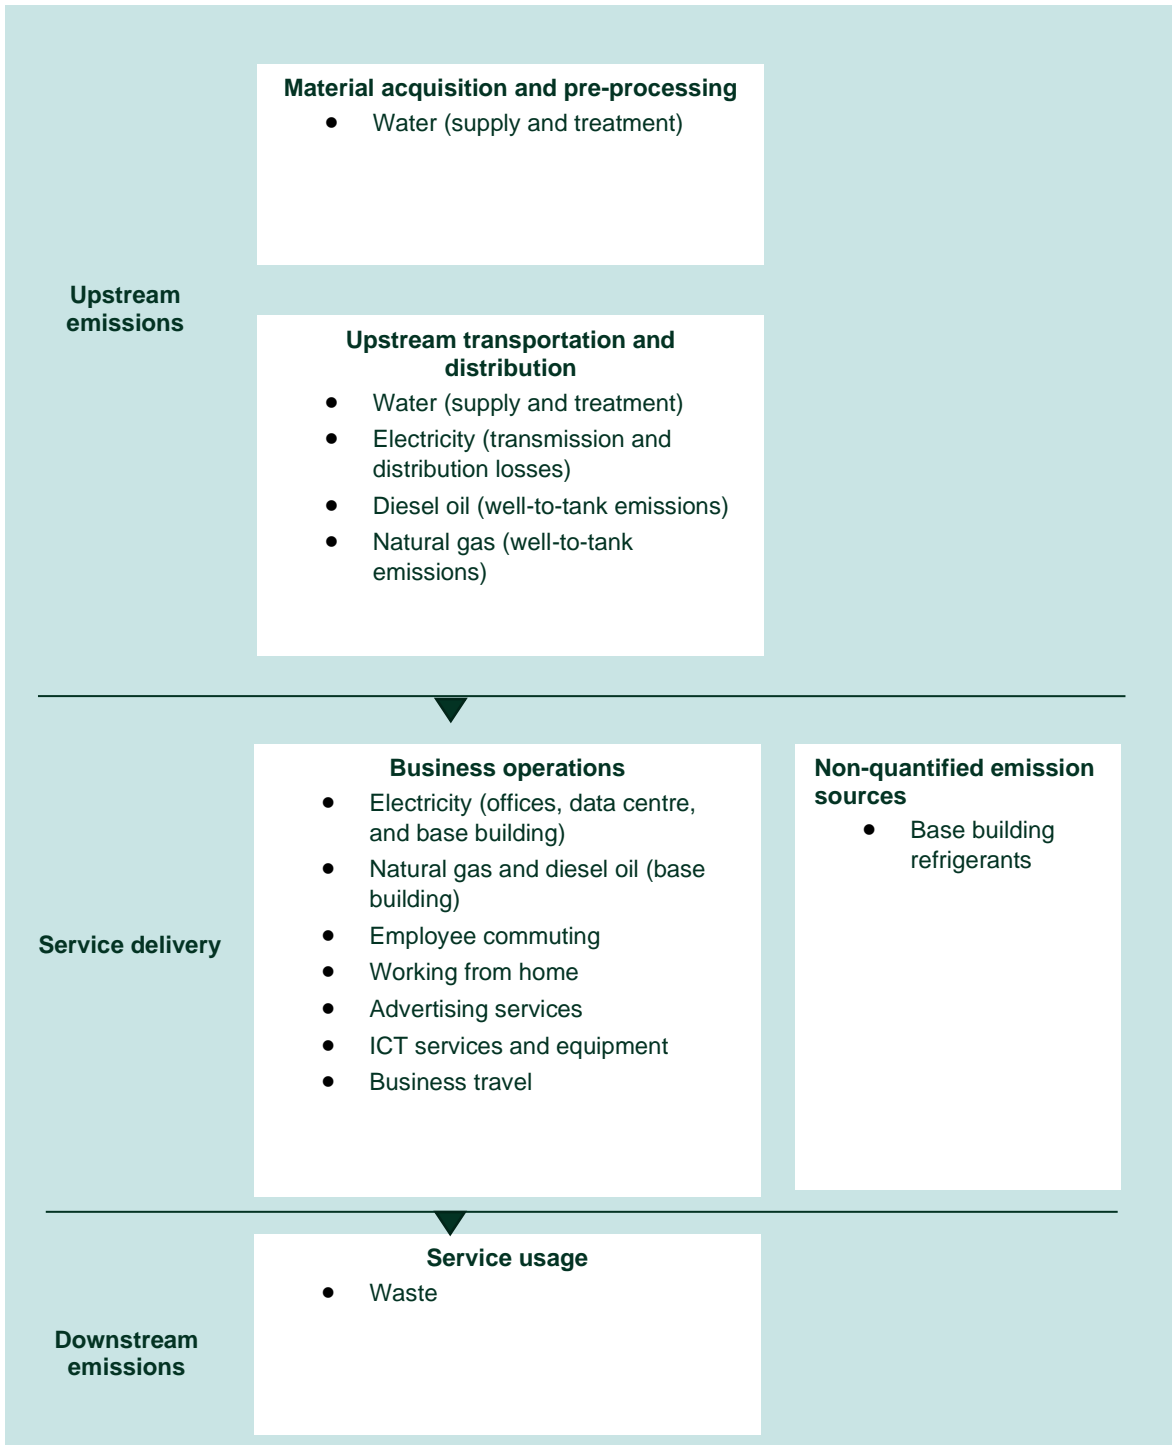 Material acquisition and pre-processing
● Water (supply and treatment)
Upstream
emissions
Upstream transportation and
distribution
● Water (supply and treatment)
● Electricity (transmission and
distribution losses)
● Diesel oil (well-to-tank emissions)
● Natural gas (well-to-tank
emissions)
Service delivery
Business operations
● Electricity (offices, data centre,
and base building)
● Natural gas and diesel oil (base
building)
● Employee commuting
● Working from home
● Advertising services
● ICT services and equipment
● Business travel
Non-quantified emission
sources
● Base building
refrigerants
Downstream
emissions
Service usage
● Waste